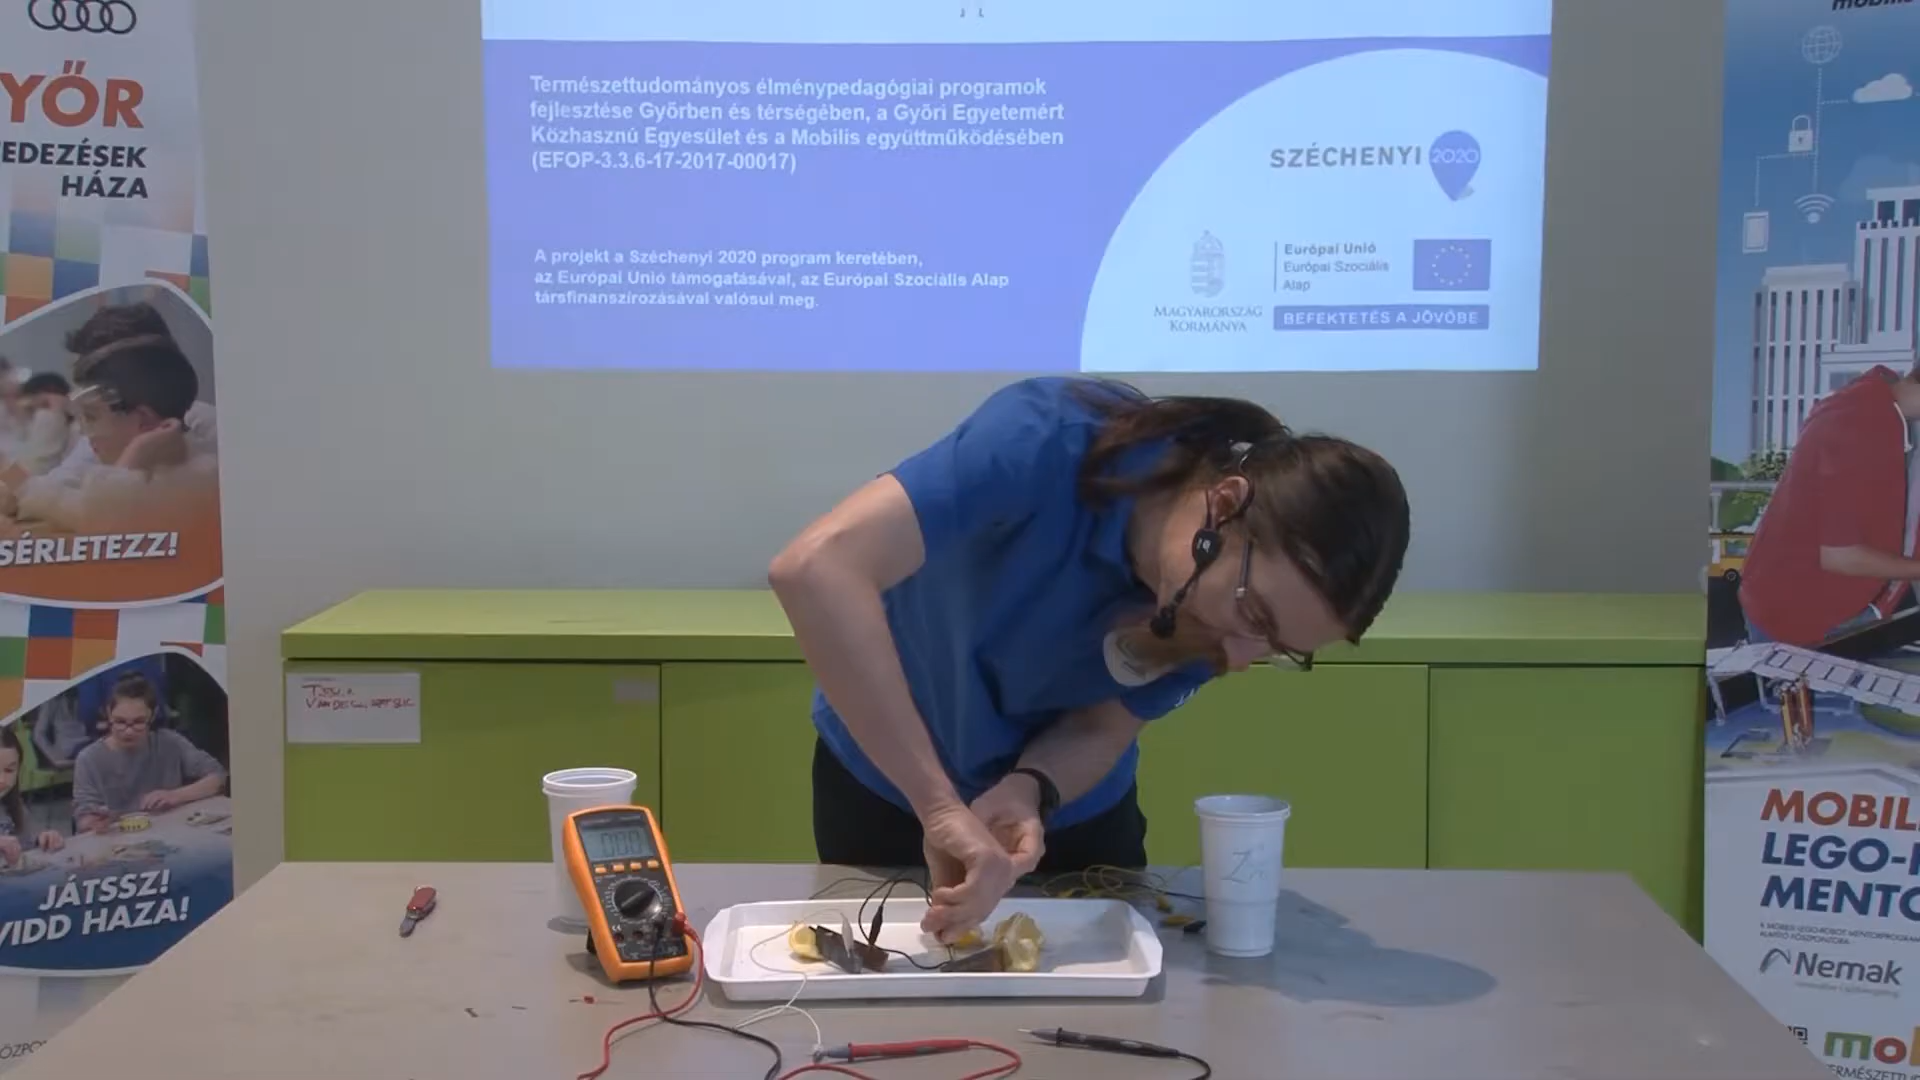 YŐR
EDEZÉSEK
HÁZA
SÉRLETEZZ!
JÁTSSZ!
VIDD HAZA!
Természettudományos élménypedagógiai programok
fejlesztése Győrben és térségében, a Győri Egyetemért
Közhasznú Egyesület és a Mobilis együttműködésében
(EFOP-3.3.6-17-2017-00017)
A projekt a Széchenyi 2020 program keretében,
az Európai Unió támogatásával, az Európai Szociális Alap
társfinanszírozásával valósul meg.
SZÉCHENYI 2020
MAGYARORSZÁG
KORMÁNYA
Európai Unió
Európai Szociális
Alap
BEFEKTETÉS A JÖVŐBE
000
Zn
MOBIL
LEGO-
MENTO
Nemak